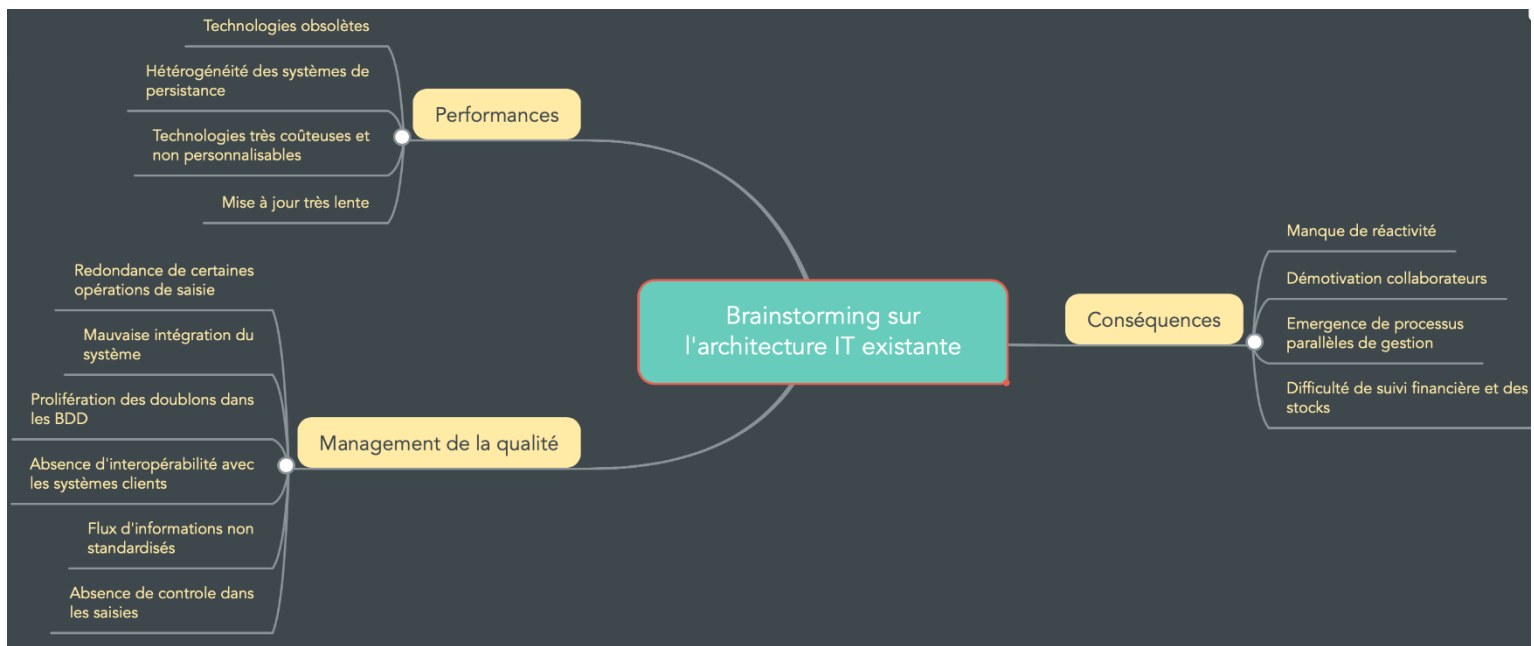 Technologies obsolètes
Hétérogénéité des systèmes de
persistance
Technologies très coûteuses et
non personnalisables
Mise à jour très lente
Performances
Redondance de certaines
opérations de saisie
Mauvaise intégration du
système
Prolifération des doublons dans
les BDD
Absence d'interopérabilité avec
les systèmes clients
Flux d'informations non
standardisés
Absence de controle dans
les saisies
Management de la qualité
Brainstorming sur
l'architecture IT existante
Conséquences
Manque de réactivité
Démotivation collaborateurs
Emergence de processus
parallèles de gestion
Difficulté de suivi financière et des
stocks